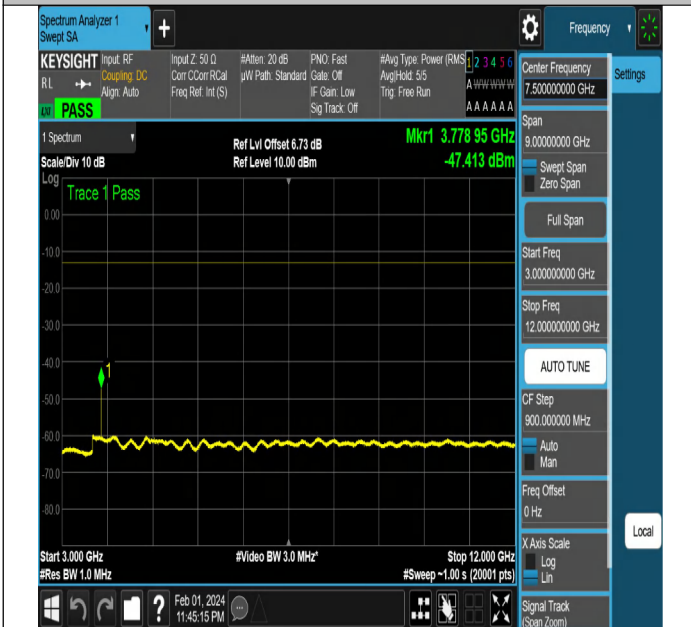 Spectrum Analyzer 1
Swept SA
+
Frequency
KEYSIGHT
RL
LXI
PASS
Input: RF
Coupling: DC
Align: Auto
Input Z: 50 Ω
Corr CCorr RCal
Freq Ref: Int (S)
#Atten: 20 dB
µW Path: Standard
PNO: Fast
Gate: Off
IF Gain: Low
Sig Track: Off
#Avg Type: Power (RMS
Avg|Hold: 5/5
Trig: Free Run
1 2 3 4 5 6
A W W W W W
A A A A A A
1 Spectrum
Scale/Div 10 dB
Log
Ref Lvl Offset 6.73 dB
Ref Level 10.00 dBm
Mkr1 3.778 95 GHz
-47.413 dBm
Trace 1 Pass
0.00
-10.0
-20.0
-30.0
-40.0
-50.0
-60.0
-70.0
-80.0
1
Start 3.000 GHz
#Res BW 1.0 MHz
#Video BW 3.0 MHz*
Stop 12.000 GHz
#Sweep ~1.00 s (20001 pts)
Feb 01, 2024
11:45:15 PM
?
Center Frequency
7.500000000 GHz
Settings
Span
9.00000000 GHz
Swept Span
Zero Span
Full Span
Start Freq
3.000000000 GHz
Stop Freq
12.000000000 GHz
AUTO TUNE
CF Step
900.000000 MHz
Auto
Man
Freq Offset
0 Hz
X Axis Scale
Log
Lin
Local
Signal Track
(Span Zoom)